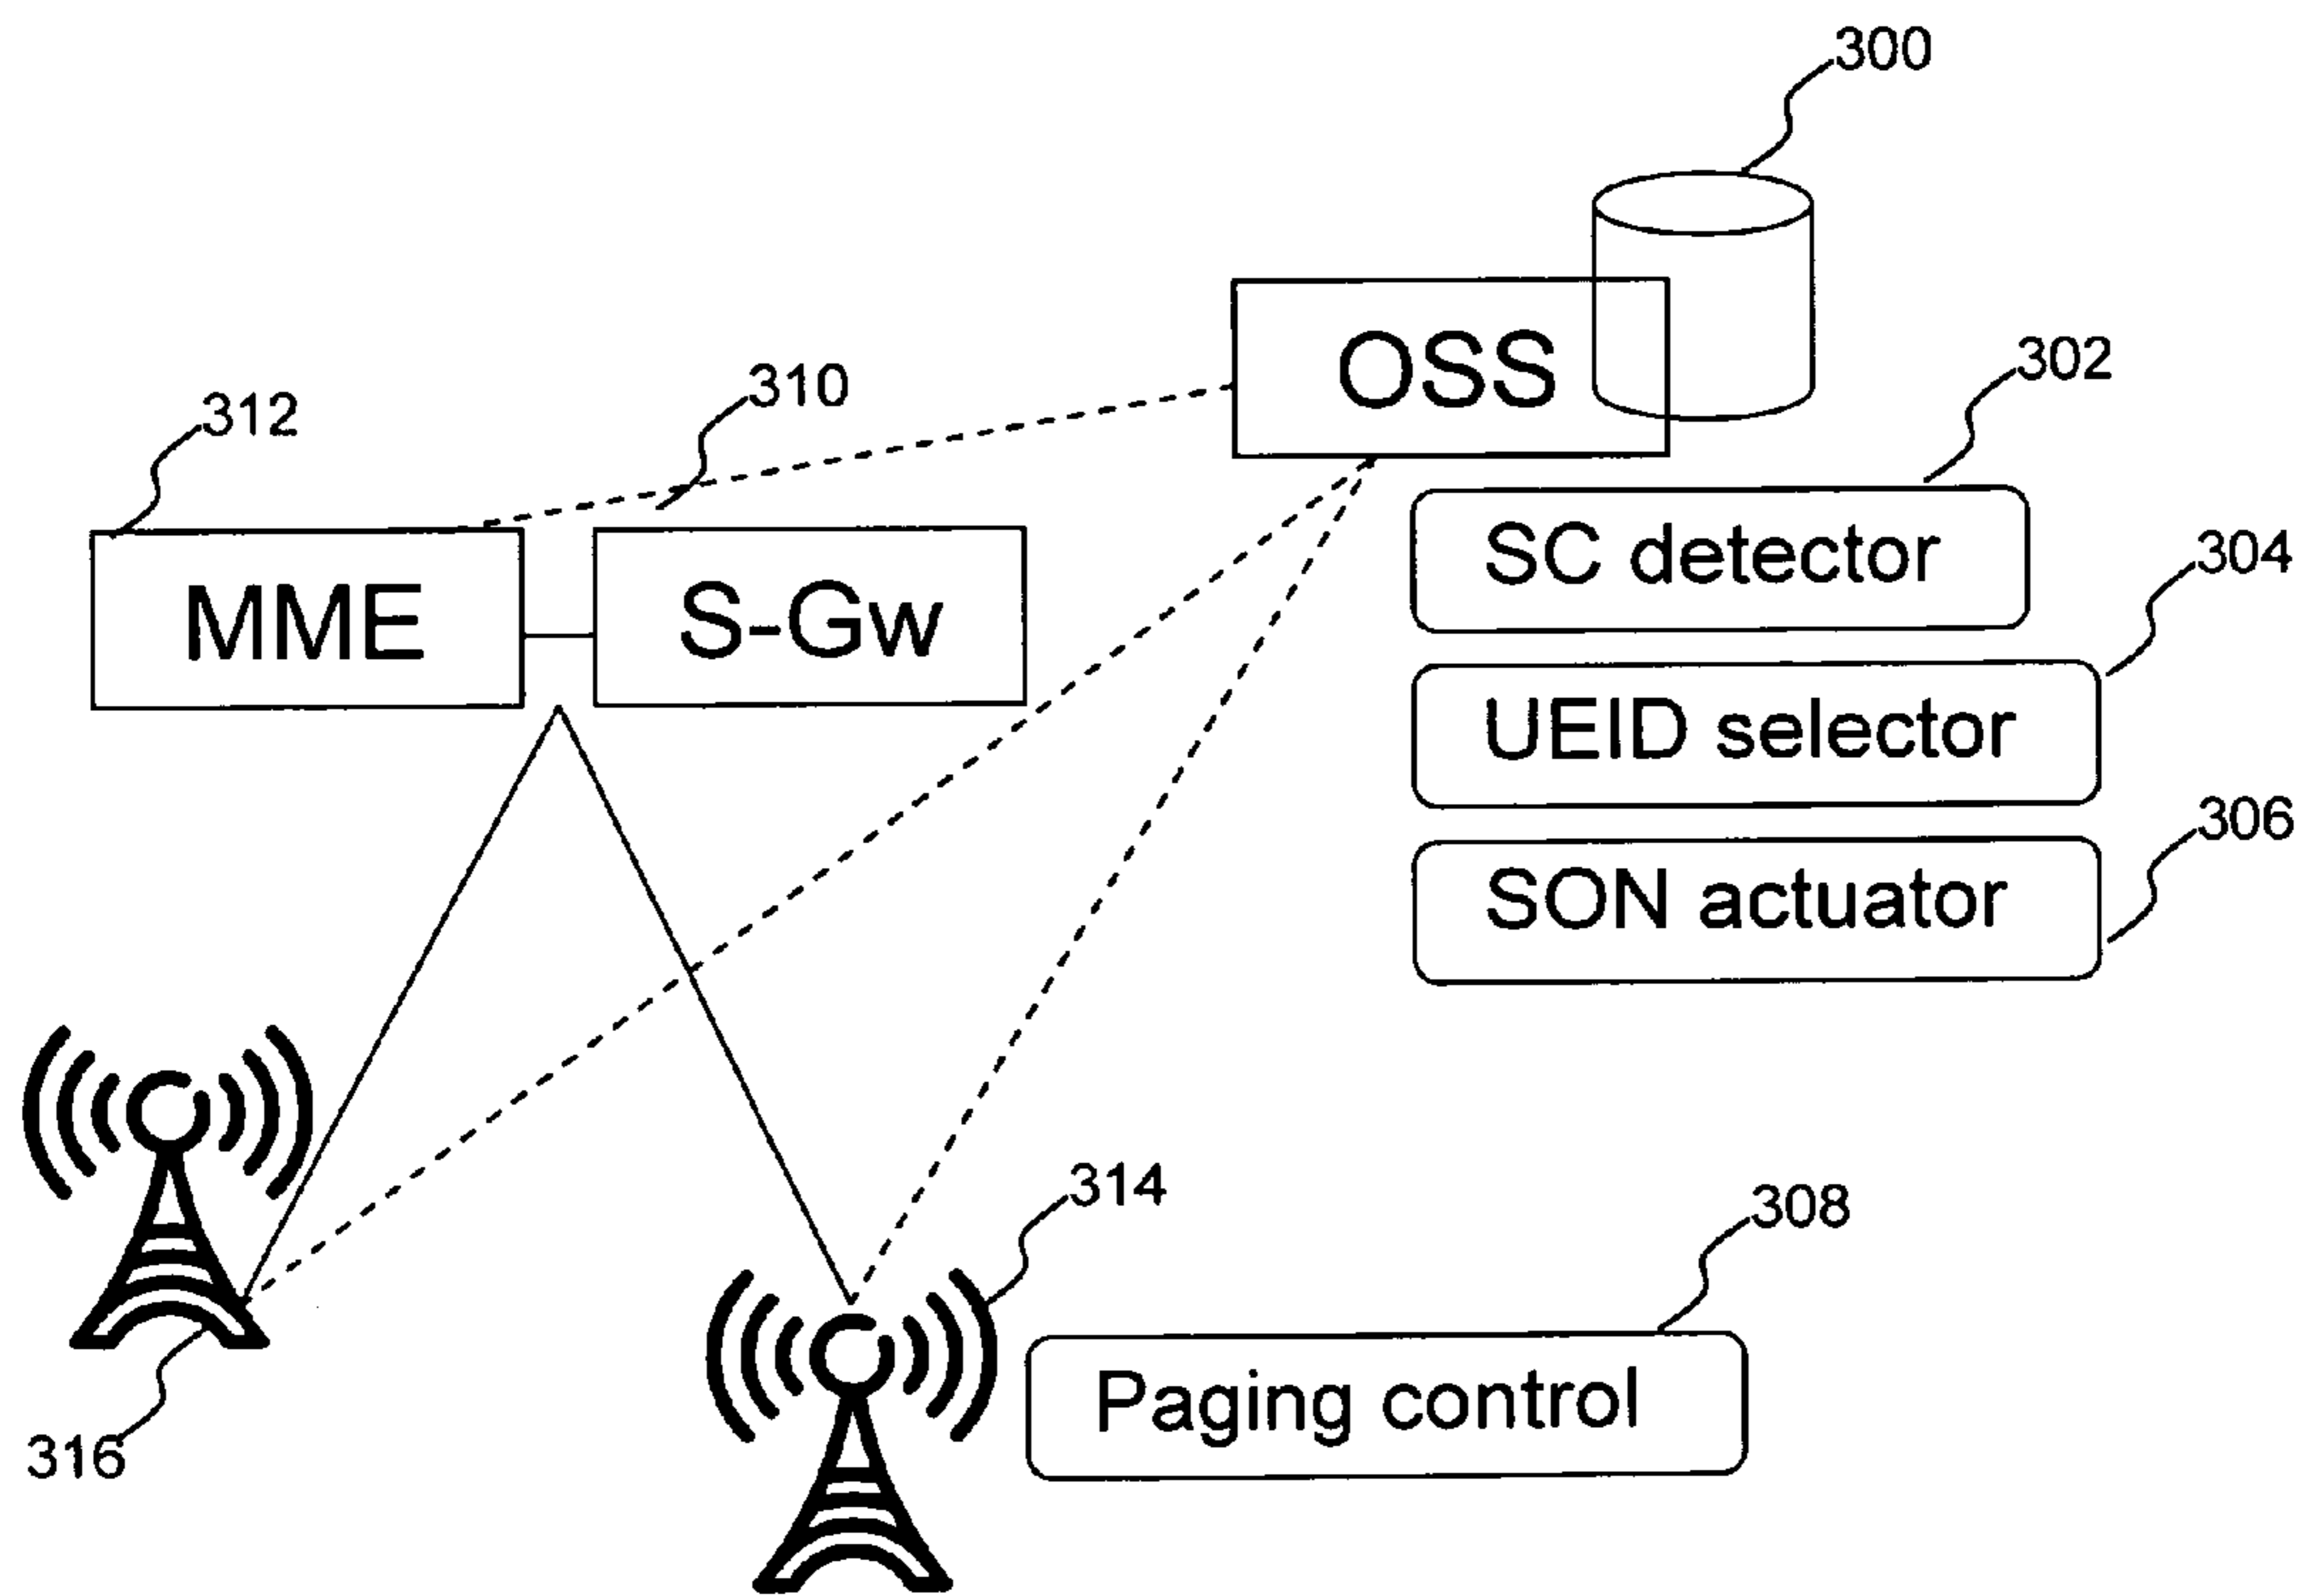 300
OSS
302
310
312
SC detector
304
MME
S-Gw
UEID selector
306
SON actuator
314
308
Paging control
316